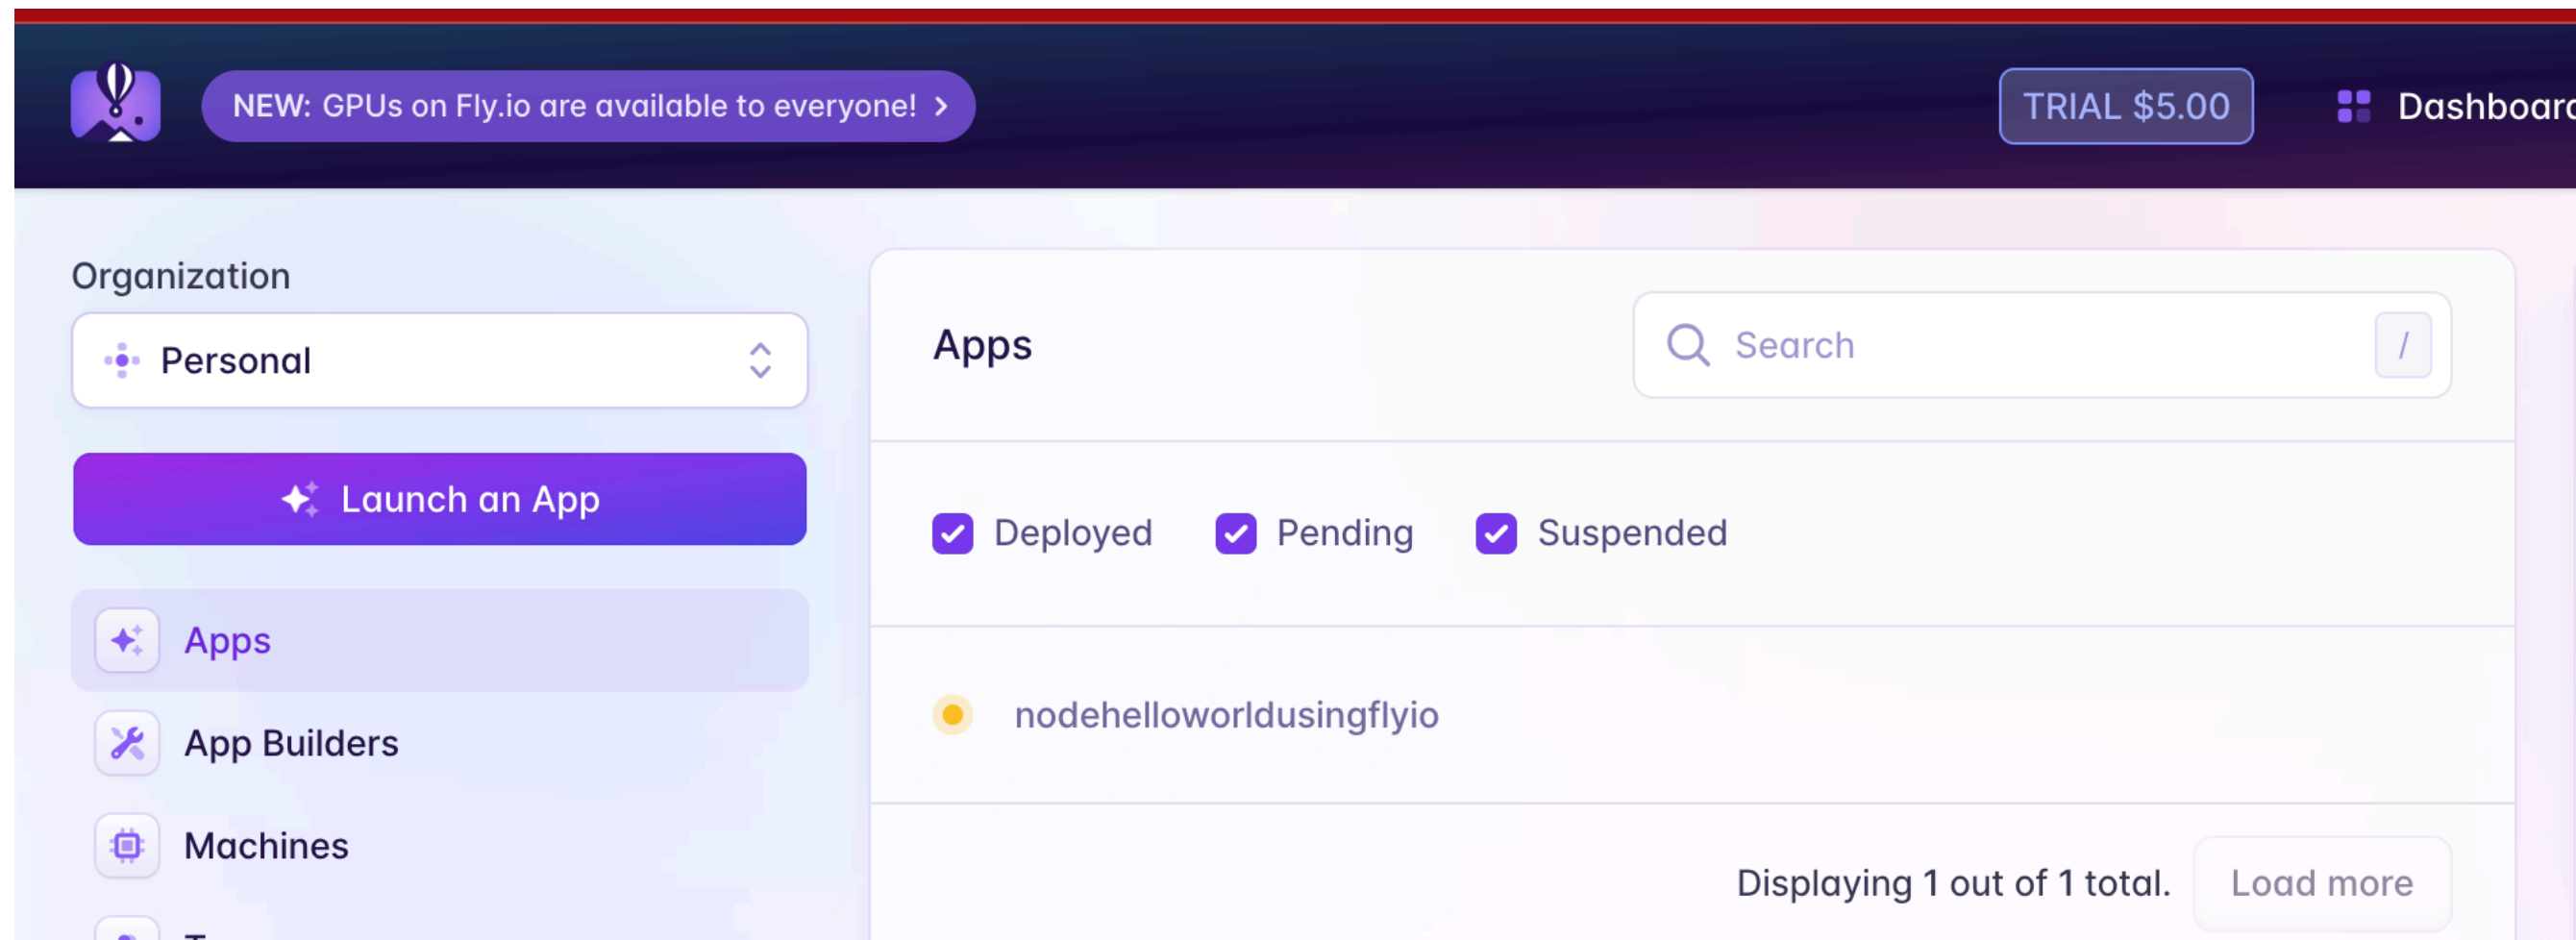 NEW: GPUs on Fly.io are available to everyone!
TRIAL $5.00
Organization
Personal
Launch an App
Apps
App Builders
Machines
Apps
Search
/
Deployed
Pending
Suspended
nodehelloworldusingflyio
Displaying 1 out of 1 total.
Load more